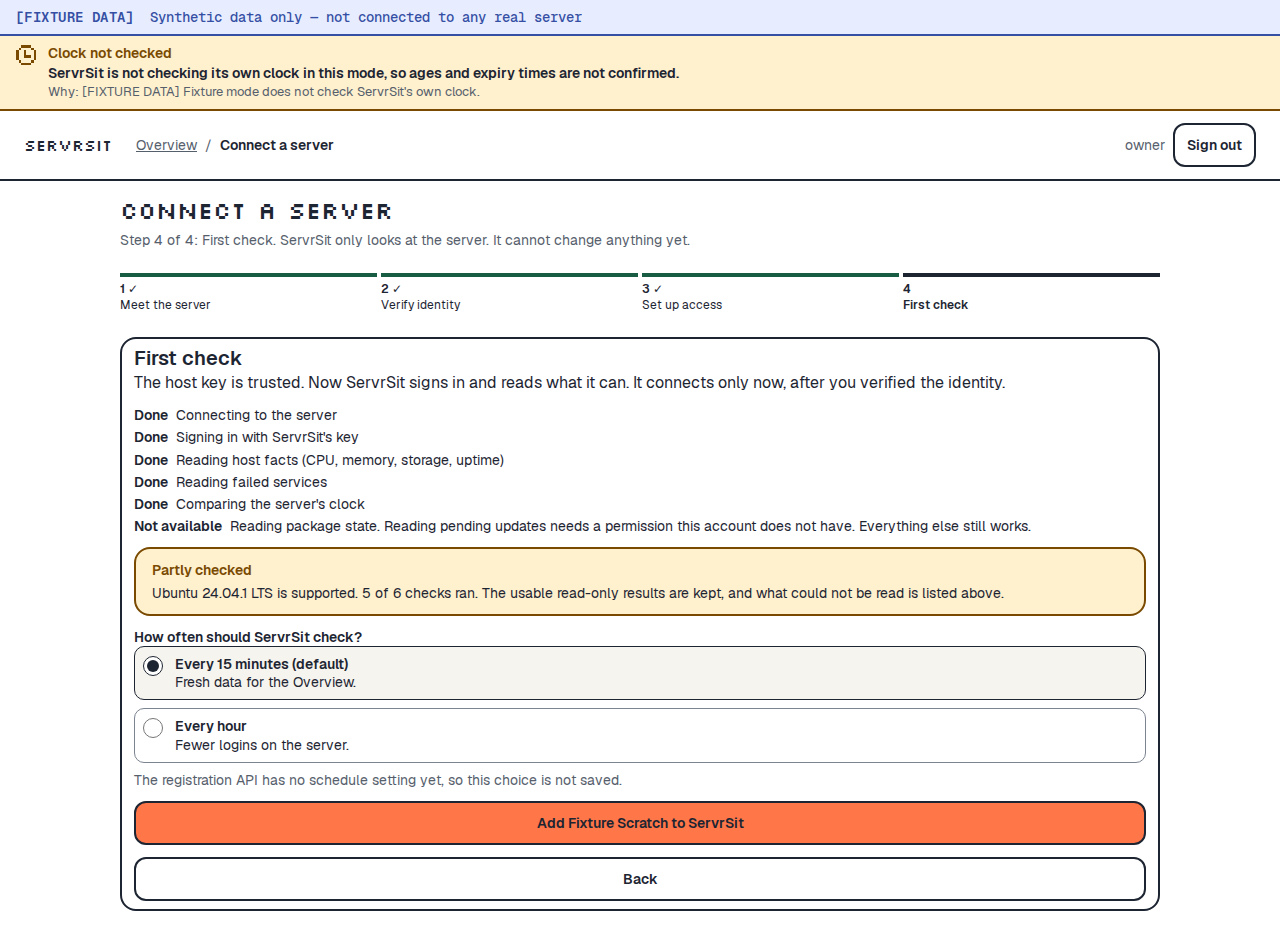 [FIXTURE DATA] Synthetic data only — not connected to any real server
Clock not checked
ServrSit is not checking its own clock in this mode, so ages and expiry times are not confirmed.
Why: [FIXTURE DATA] Fixture mode does not check ServrSit's own clock.
SERVRSIT
Overview / Connect a server
owner
Sign out
CONNECT A SERVER
Step 4 of 4: First check. ServrSit only looks at the server. It cannot change anything yet.
1 ✓
Meet the server
2 ✓
Verify identity
3 ✓
Set up access
4
First check
First check
The host key is trusted. Now ServrSit signs in and reads what it can. It connects only now, after you verified the identity.
Done Connecting to the server
Done Signing in with ServrSit's key
Done Reading host facts (CPU, memory, storage, uptime)
Done Reading failed services
Done Comparing the server's clock
Not available Reading package state. Reading pending updates needs a permission this account does not have. Everything else still works.
Partly checked
Ubuntu 24.04.1 LTS is supported. 5 of 6 checks ran. The usable read-only results are kept, and what could not be read is listed above.
How often should ServrSit check?
Every 15 minutes (default)
Fresh data for the Overview.
Every hour
Fewer logins on the server.
The registration API has no schedule setting yet, so this choice is not saved.
Add Fixture Scratch to ServrSit
Back